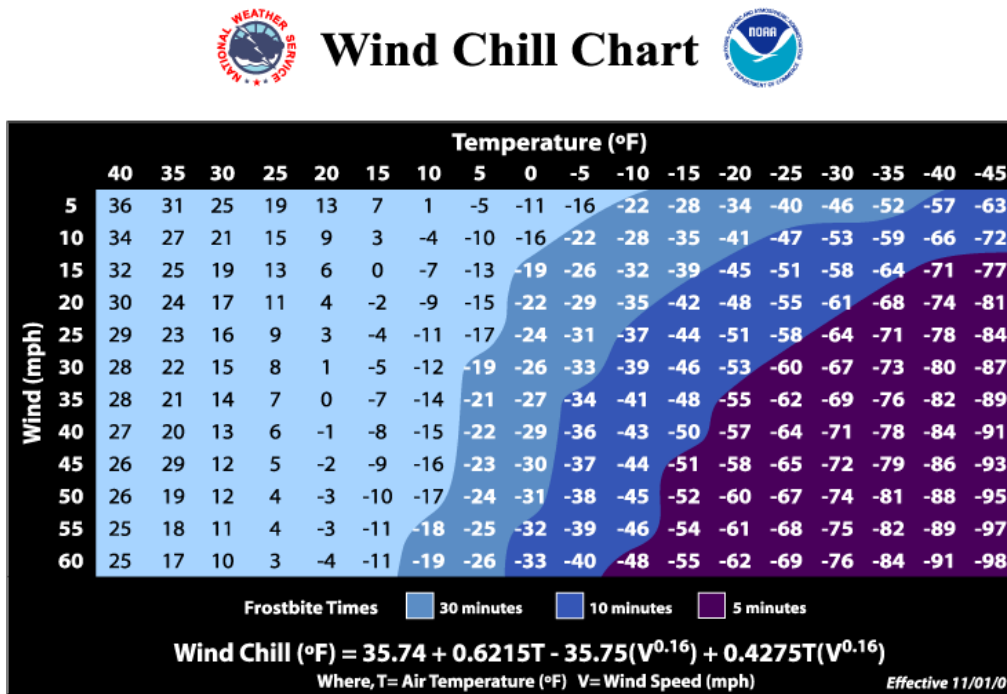 NATIONAL WEATHER SERVICE
Wind Chill Chart
NOAA
NATIONAL OCEANIC AND ATMOSPHERIC ADMINISTRATION
U.S. DEPARTMENT OF COMMERCE
Temperature (ºF)
40 35 30 25 20 15 10 5 0 -5 -10 -15 -20 -25 -30 -35 -40 -45
Wind (mph)
5 36 31 25 19 13 7 1 -5 -11 -16 -22 -28 -34 -40 -46 -52 -57 -63
10 34 27 21 15 9 3 -4 -10 -16 -22 -28 -35 -41 -47 -53 -59 -66 -72
15 32 25 19 13 6 0 -7 -13 -19 -26 -32 -39 -45 -51 -58 -64 -71 -77
20 30 24 17 11 4 -2 -9 -15 -22 -29 -35 -42 -48 -55 -61 -68 -74 -81
25 29 23 16 9 3 -4 -11 -17 -24 -31 -37 -44 -51 -58 -64 -71 -78 -84
30 28 22 15 8 1 -5 -12 -19 -26 -33 -39 -46 -53 -60 -67 -73 -80 -87
35 28 21 14 7 0 -7 -14 -21 -27 -34 -41 -48 -55 -62 -69 -76 -82 -89
40 27 20 13 6 -1 -8 -15 -22 -29 -36 -43 -50 -57 -64 -71 -78 -84 -91
45 26 29 12 5 -2 -9 -16 -23 -30 -37 -44 -51 -58 -65 -72 -79 -86 -93
50 26 19 12 4 -3 -10 -17 -24 -31 -38 -45 -52 -60 -67 -74 -81 -88 -95
55 25 18 11 4 -3 -11 -18 -25 -32 -39 -46 -54 -61 -68 -75 -82 -89 -97
60 25 17 10 3 -4 -11 -19 -26 -33 -40 -48 -55 -62 -69 -76 -84 -91 -98
Frostbite Times 30 minutes 10 minutes 5 minutes
Wind Chill (ºF) = 35.74 + 0.6215T - 35.75(V^0.16) + 0.4275T(V^0.16)
Where, T= Air Temperature (ºF) V= Wind Speed (mph) Effective 11/01/0